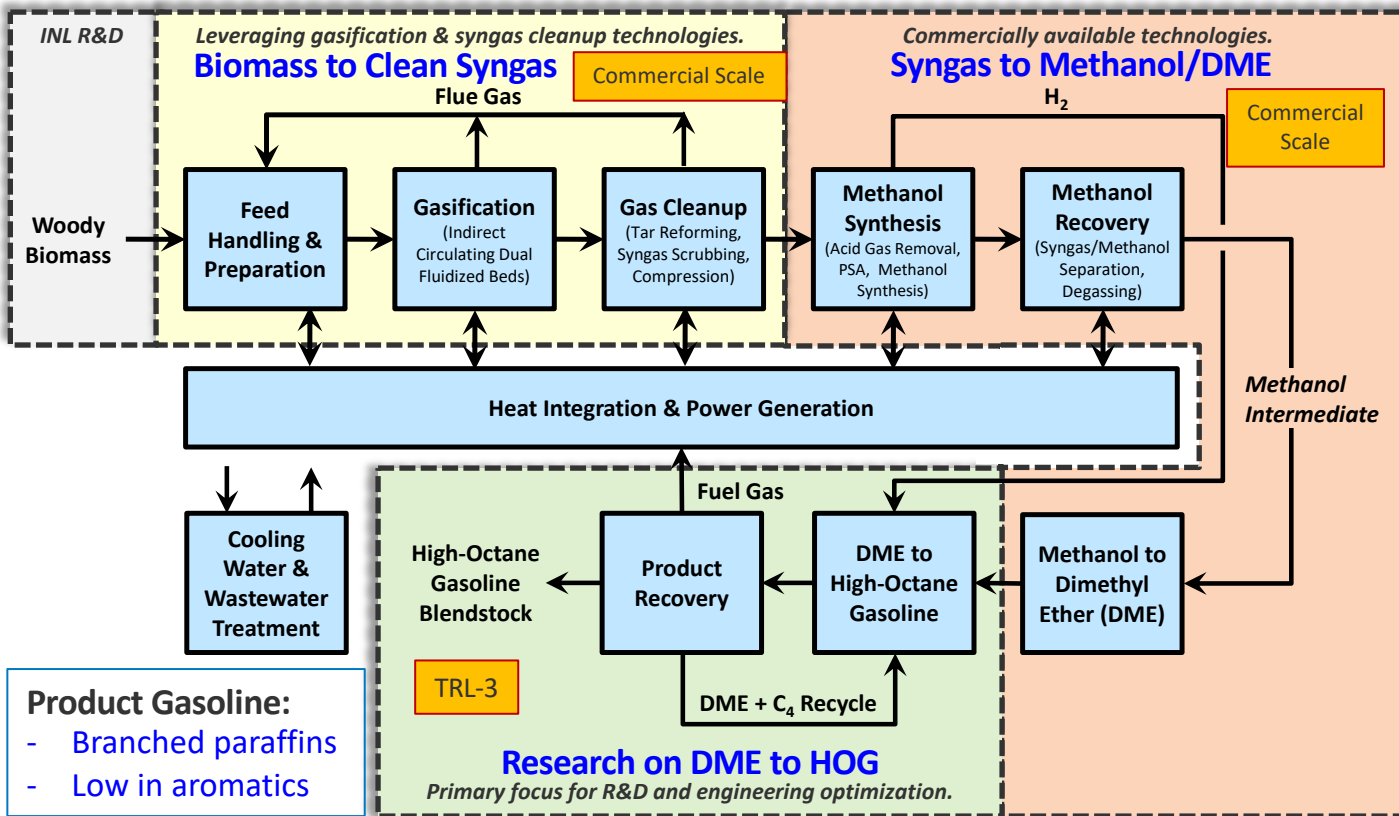 INL R&D
Leveraging gasification & syngas cleanup technologies.
Biomass to Clean Syngas
Commercial Scale
Flue Gas
Commercially available technologies.
Syngas to Methanol/DME
H2
Commercial
Scale
Woody
Biomass
Feed
Handling &
Preparation
Gasification
(Indirect
Circulating Dual
Fluidized Beds)
Gas Cleanup
(Tar Reforming,
Syngas Scrubbing,
Compression)
Methanol
Synthesis
(Acid Gas Removal,
PSA, Methanol
Synthesis)
Methanol
Recovery
(Syngas/Methanol
Separation,
Degassing)
Heat Integration & Power Generation
Methanol
Intermediate
Fuel Gas
Cooling
Water &
Wastewater
Treatment
High-Octane
Gasoline
Blendstock
Product
Recovery
DME to
High-Octane
Gasoline
Methanol to
Dimethyl
Ether (DME)
TRL-3
DME + C4 Recycle
Research on DME to HOG
Primary focus for R&D and engineering optimization.
Product Gasoline:
- Branched paraffins
- Low in aromatics